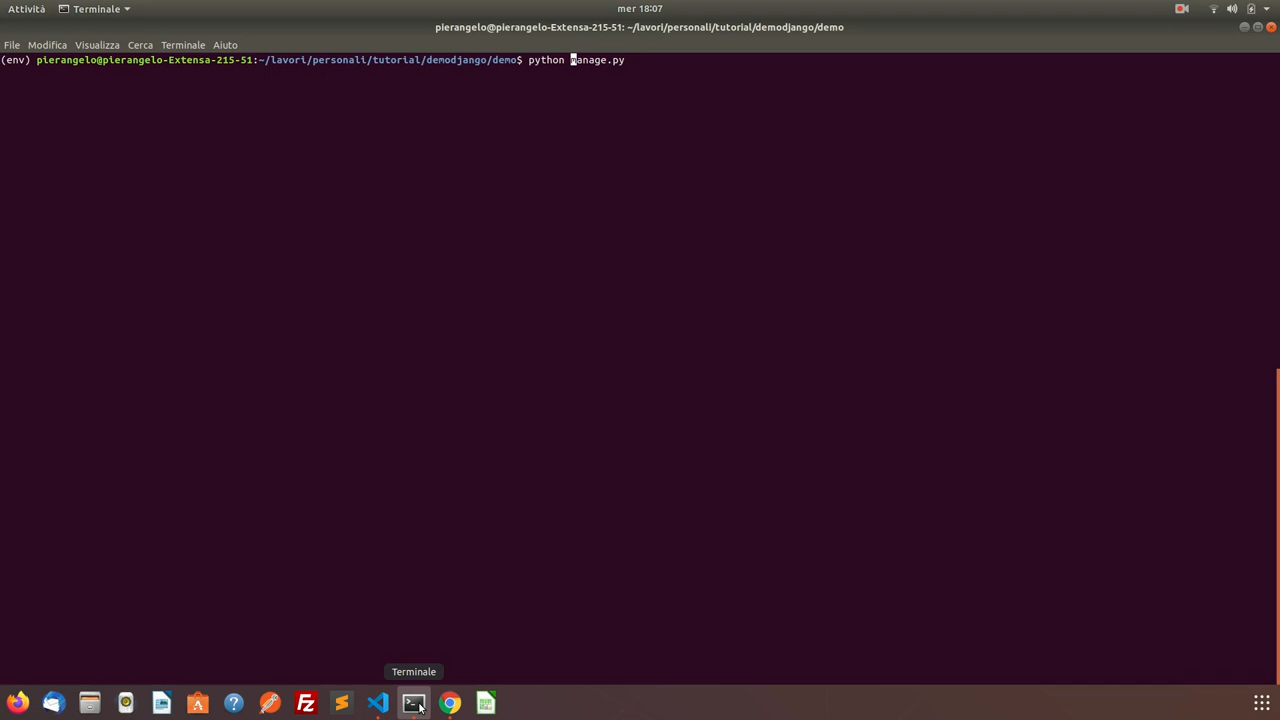 Attività
Terminale
mer 18:07
pierangelo@pierangelo-Extensa-215-51: ~/lavori/personali/tutorial/demodjango/demo
File Modifica Visualizza Cerca Terminale Aiuto
(env) pierangelo@pierangelo-Extensa-215-51:~/lavori/personali/tutorial/demodjango/demo$ python manage.py
Terminale